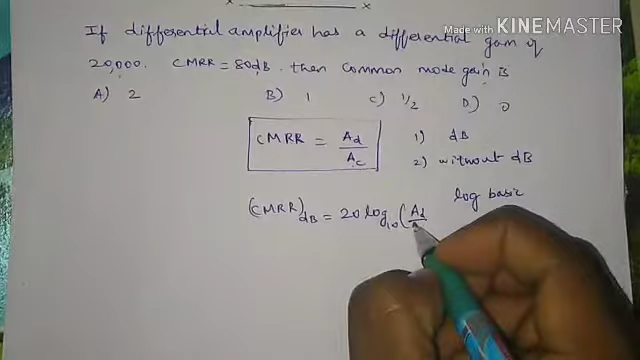 x x
Made with KINEMASTER
If differential amplifier has a differential gain of
20,000. CMRR = 80dB. then common mode gain is
A) 2 B) 1 C) 1/2 D) 0
CMRR = Ad/Ac
1) dB
2) without dB
log basic
(CMRR)dB = 20 log10 (Ad/